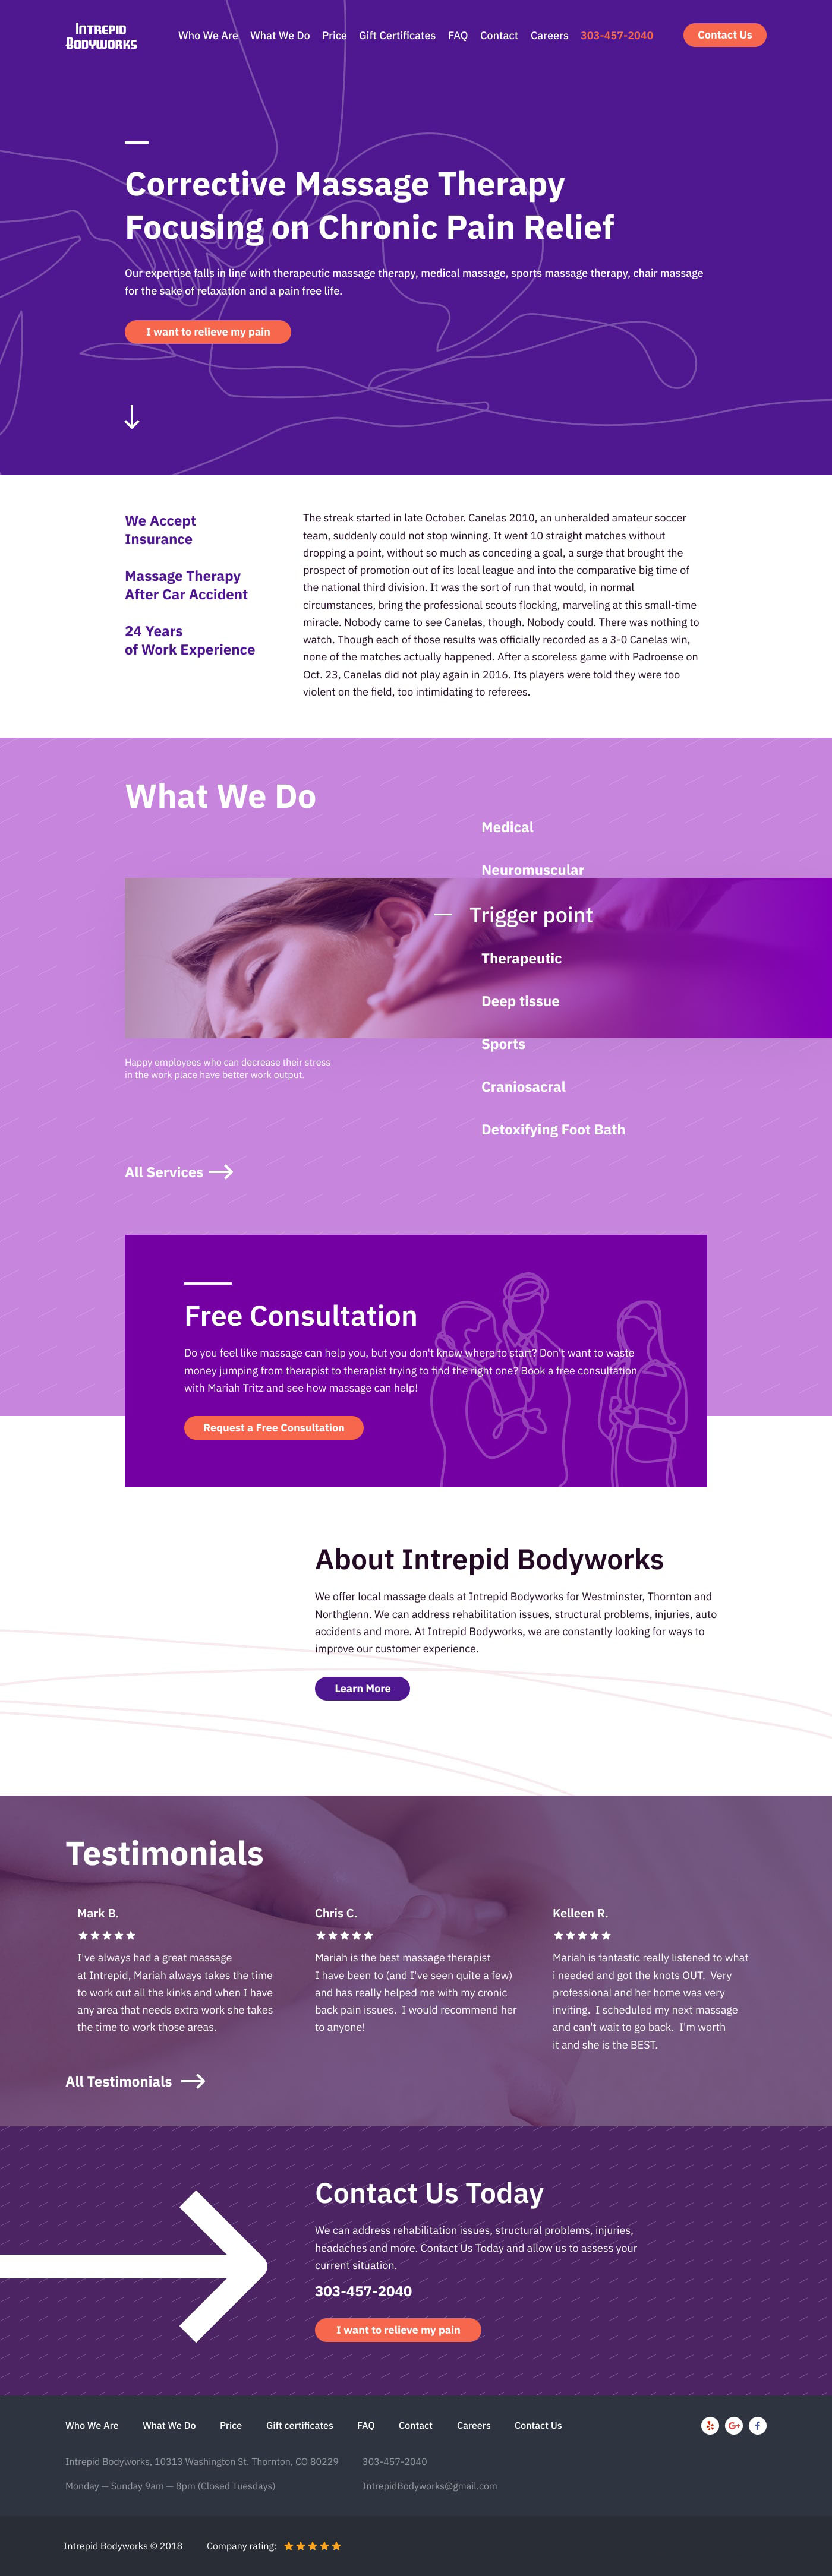 Intrepid
Bodyworks
Who We Are What We Do Price Gift Certificates FAQ Contact Careers 303-457-2040 Contact Us
Corrective Massage Therapy
Focusing on Chronic Pain Relief
Our expertise falls in line with therapeutic massage therapy, medical massage, sports massage therapy, chair massage
for the sake of relaxation and a pain free life.
I want to relieve my pain
We Accept
Insurance
Massage Therapy
After Car Accident
24 Years
of Work Experience
The streak started in late October. Canelas 2010, an unheralded amateur soccer
team, suddenly could not stop winning. It went 10 straight matches without
dropping a point, without so much as conceding a goal, a surge that brought the
prospect of promotion out of its local league and into the comparative big time of
the national third division. It was the sort of run that would, in normal
circumstances, bring the professional scouts flocking, marveling at this small-time
miracle. Nobody came to see Canelas, though. Nobody could. There was nothing to
watch. Though each of those results was officially recorded as a 3-0 Canelas win,
none of the matches actually happened. After a scoreless game with Padroense on
Oct. 23, Canelas did not play again in 2016. Its players were told they were too
violent on the field, too intimidating to referees.
What We Do
Medical
Neuromuscular
Trigger point
Therapeutic
Deep tissue
Sports
Craniosacral
Detoxifying Foot Bath
Happy employees who can decrease their stress
in the work place have better work output.
All Services
Free Consultation
Do you feel like massage can help you, but you don't know where to start? Don't want to waste
money jumping from therapist to therapist trying to find the right one? Book a free consultation
with Mariah Tritz and see how massage can help!
Request a Free Consultation
About Intrepid Bodyworks
We offer local massage deals at Intrepid Bodyworks for Westminster, Thornton and
Northglenn. We can address rehabilitation issues, structural problems, injuries, auto
accidents and more. At Intrepid Bodyworks, we are constantly looking for ways to
improve our customer experience.
Learn More
Testimonials
Mark B.
I've always had a great massage
at Intrepid, Mariah always takes the time
to work out all the kinks and when I have
any area that needs extra work she takes
the time to work those areas.
Chris C.
Mariah is the best massage therapist
I have been to (and I've seen quite a few)
and has really helped me with my cronic
back pain issues.  I would recommend her
to anyone!
Kelleen R.
Mariah is fantastic really listened to what
i needed and got the knots OUT.  Very
professional and her home was very
inviting.  I scheduled my next massage
and can't wait to go back.  I'm worth
it and she is the BEST.
All Testimonials
Contact Us Today
We can address rehabilitation issues, structural problems, injuries,
headaches and more. Contact Us Today and allow us to assess your
current situation.
303-457-2040
I want to relieve my pain
Who We Are What We Do Price Gift certificates FAQ Contact Careers Contact Us
G+ f
Intrepid Bodyworks, 10313 Washington St. Thornton, CO 80229 303-457-2040
Monday — Sunday 9am — 8pm (Closed Tuesdays) IntrepidBodyworks@gmail.com
Intrepid Bodyworks © 2018 Company rating: